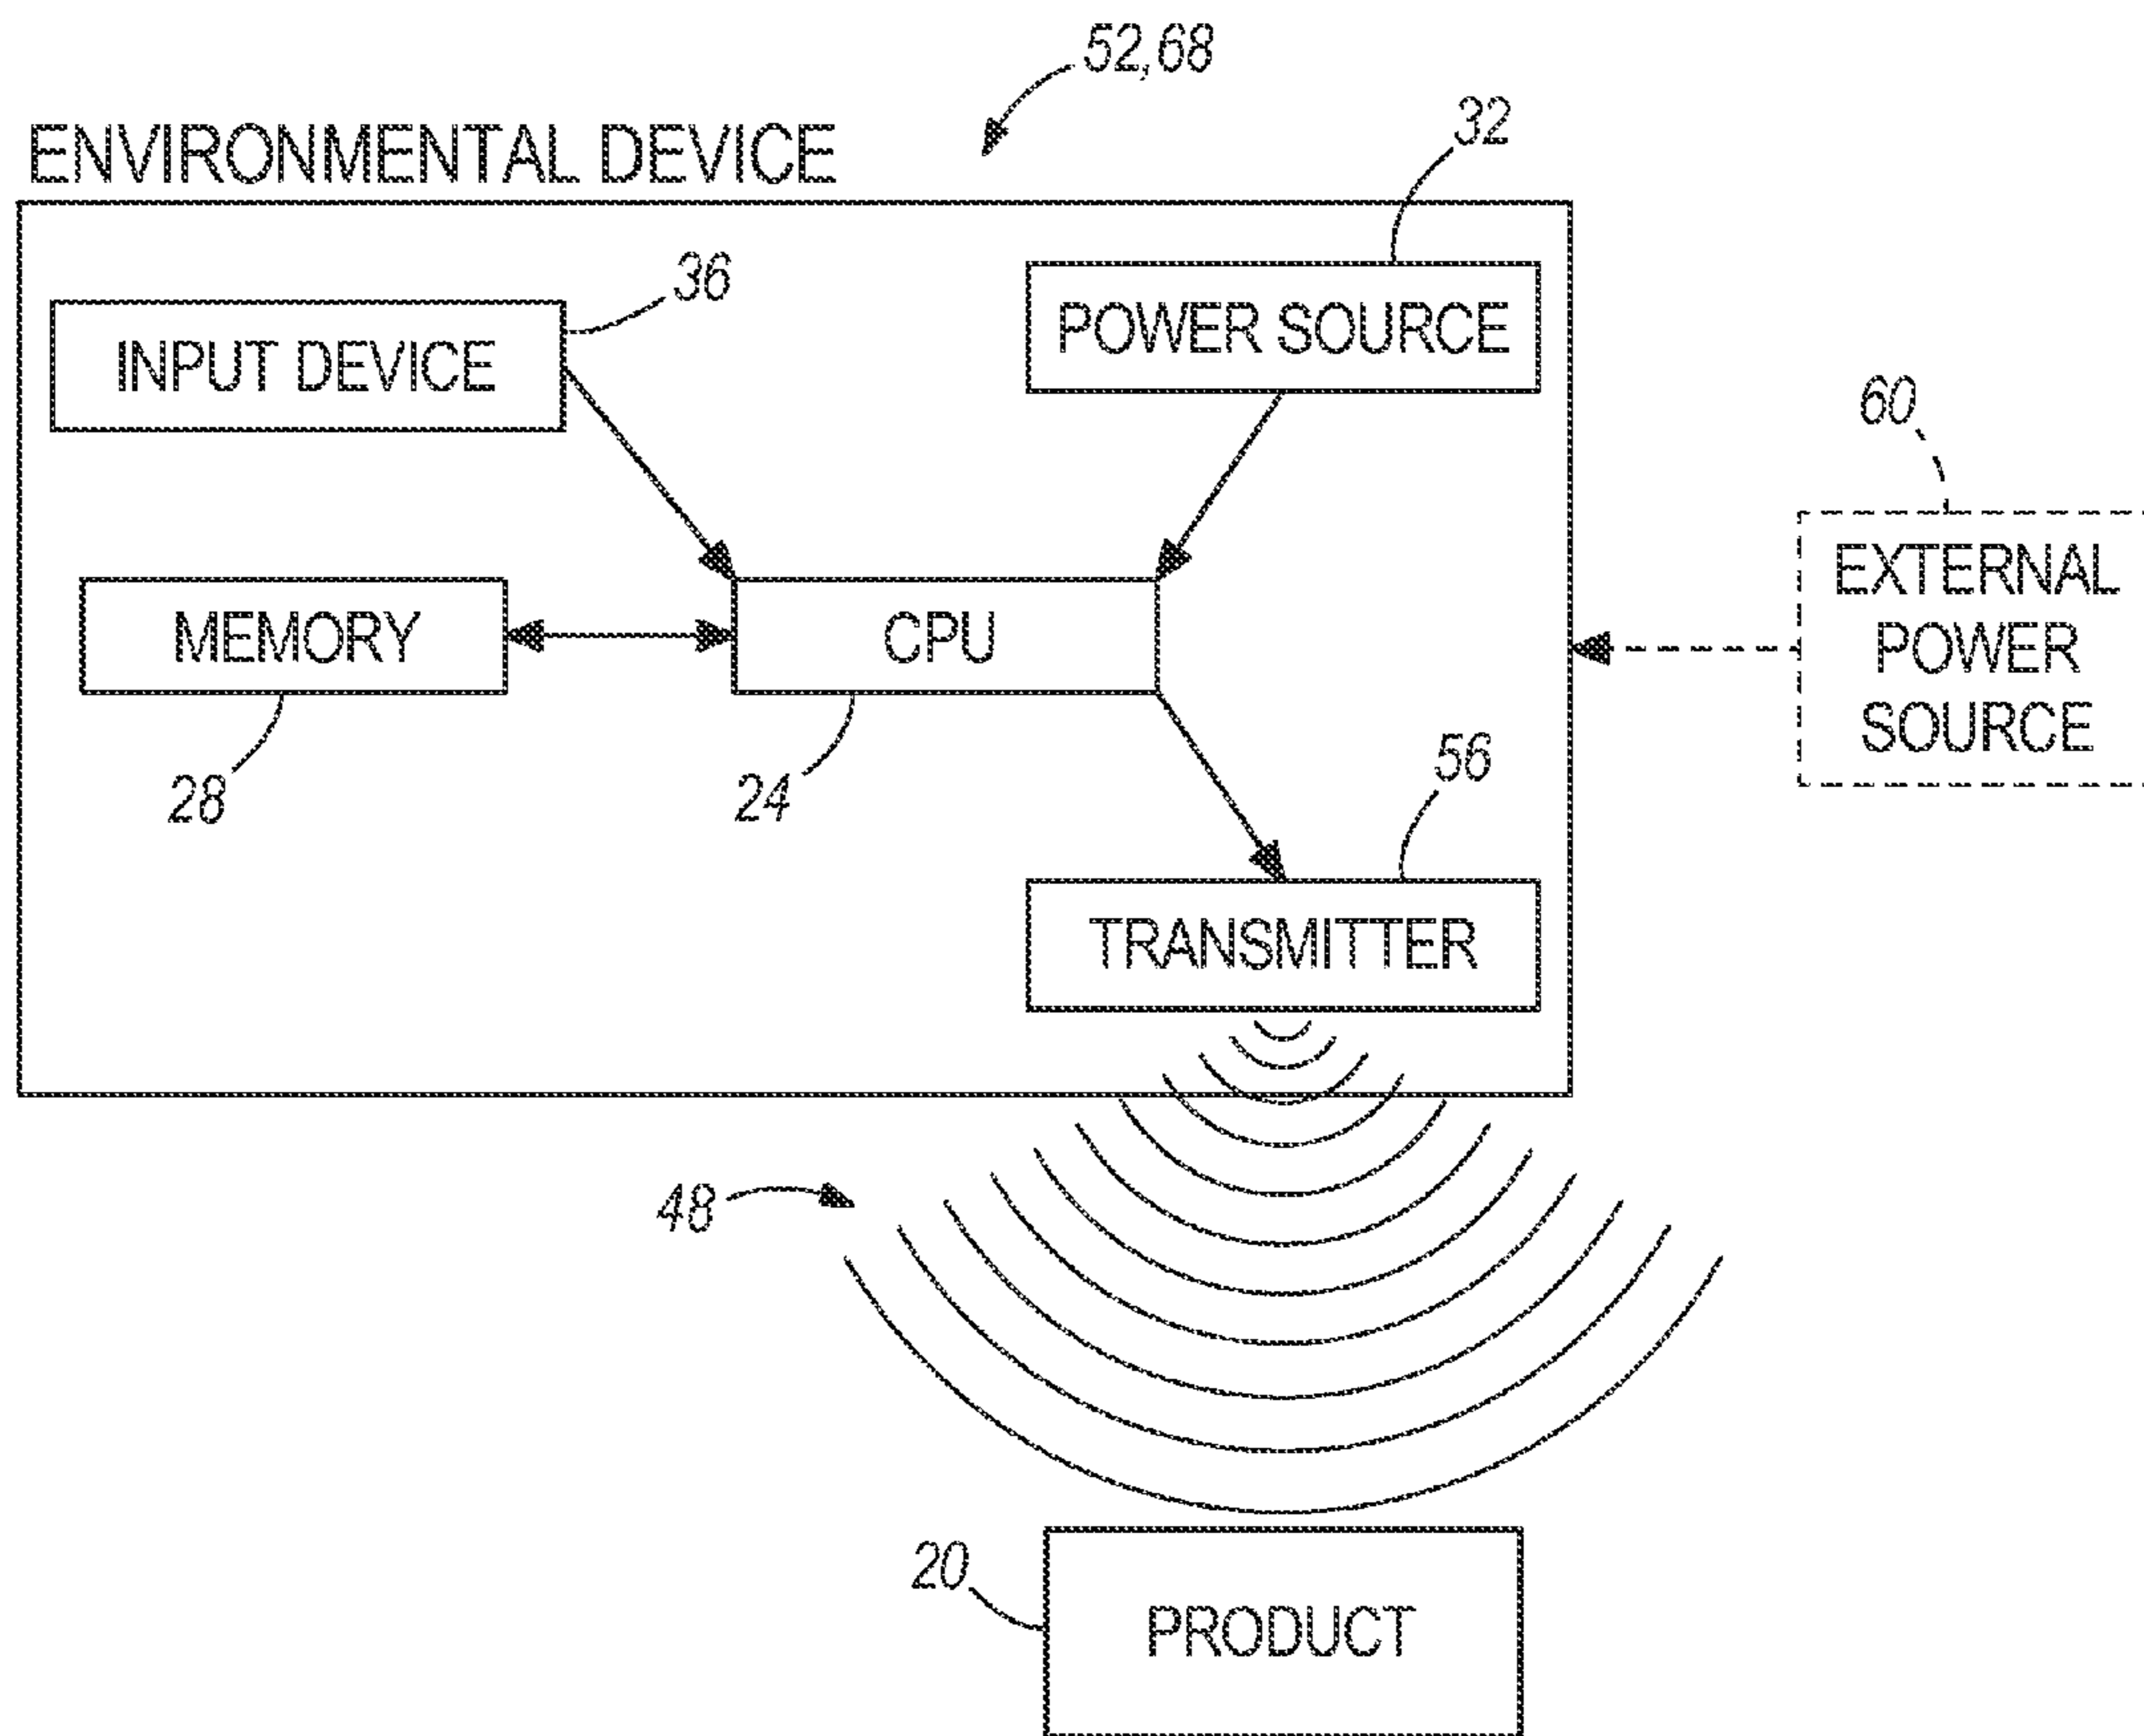 52,68
ENVIRONMENTAL DEVICE
32
36
INPUT DEVICE
POWER SOURCE
60
EXTERNAL
POWER
SOURCE
MEMORY
CPU
28
24
56
TRANSMITTER
48
20
PRODUCT